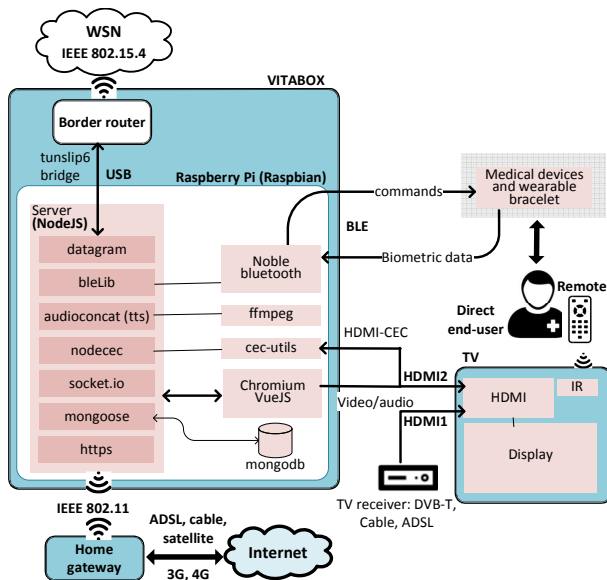 WSN
IEEE 802.15.4
VITABOX
Border router
tunslip6
bridge
USB
Raspberry Pi (Raspbian)
Server
(NodeJS)
datagram
bleLib
audioconcat (tts)
nodecec
socket.io
mongoose
https
Noble
bluetooth
ffmpeg
cec-utils
Chromium
VueJS
mongodb
commands
BLE
Biometric data
Medical devices
and wearable
bracelet
Direct
end-user
Remote
HDMI-CEC
HDMI2
Video/audio
HDMI1
TV
HDMI
IR
Display
TV receiver: DVB-T,
Cable, ADSL
IEEE 802.11
Home
gateway
ADSL, cable,
satellite
3G, 4G
Internet